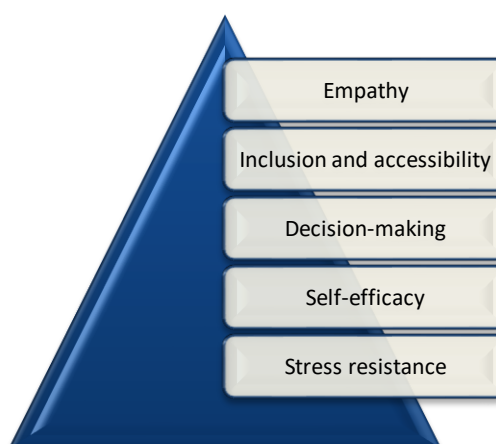 Empathy
Inclusion and accessibility
Decision-making
Self-efficacy
Stress resistance